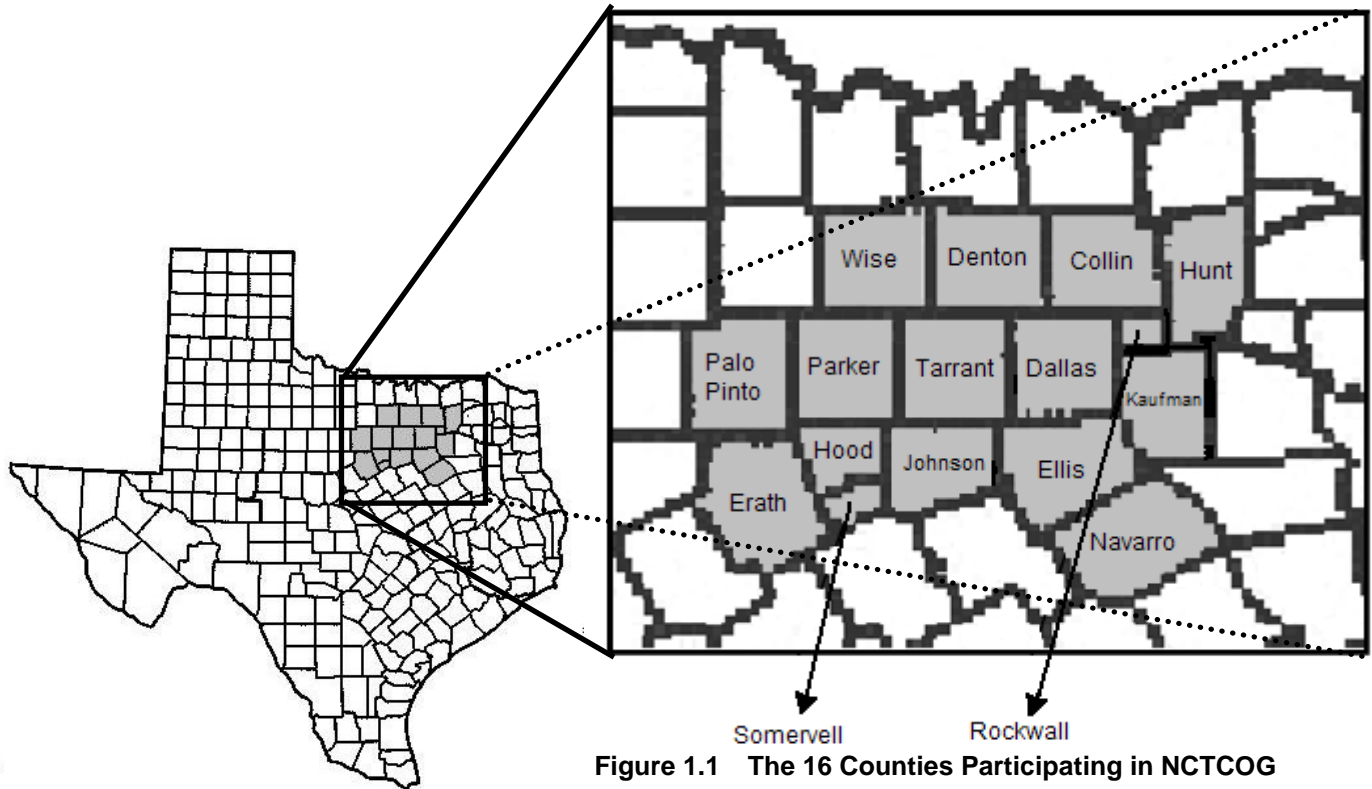 Wise
Denton
Collin
Hunt
Palo
Pinto
Parker
Tarrant
Dallas
Kaufman
Hood
Johnson
Ellis
Erath
Navarro
Somervell
Rockwall
Figure 1.1 The 16 Counties Participating in NCTCOG